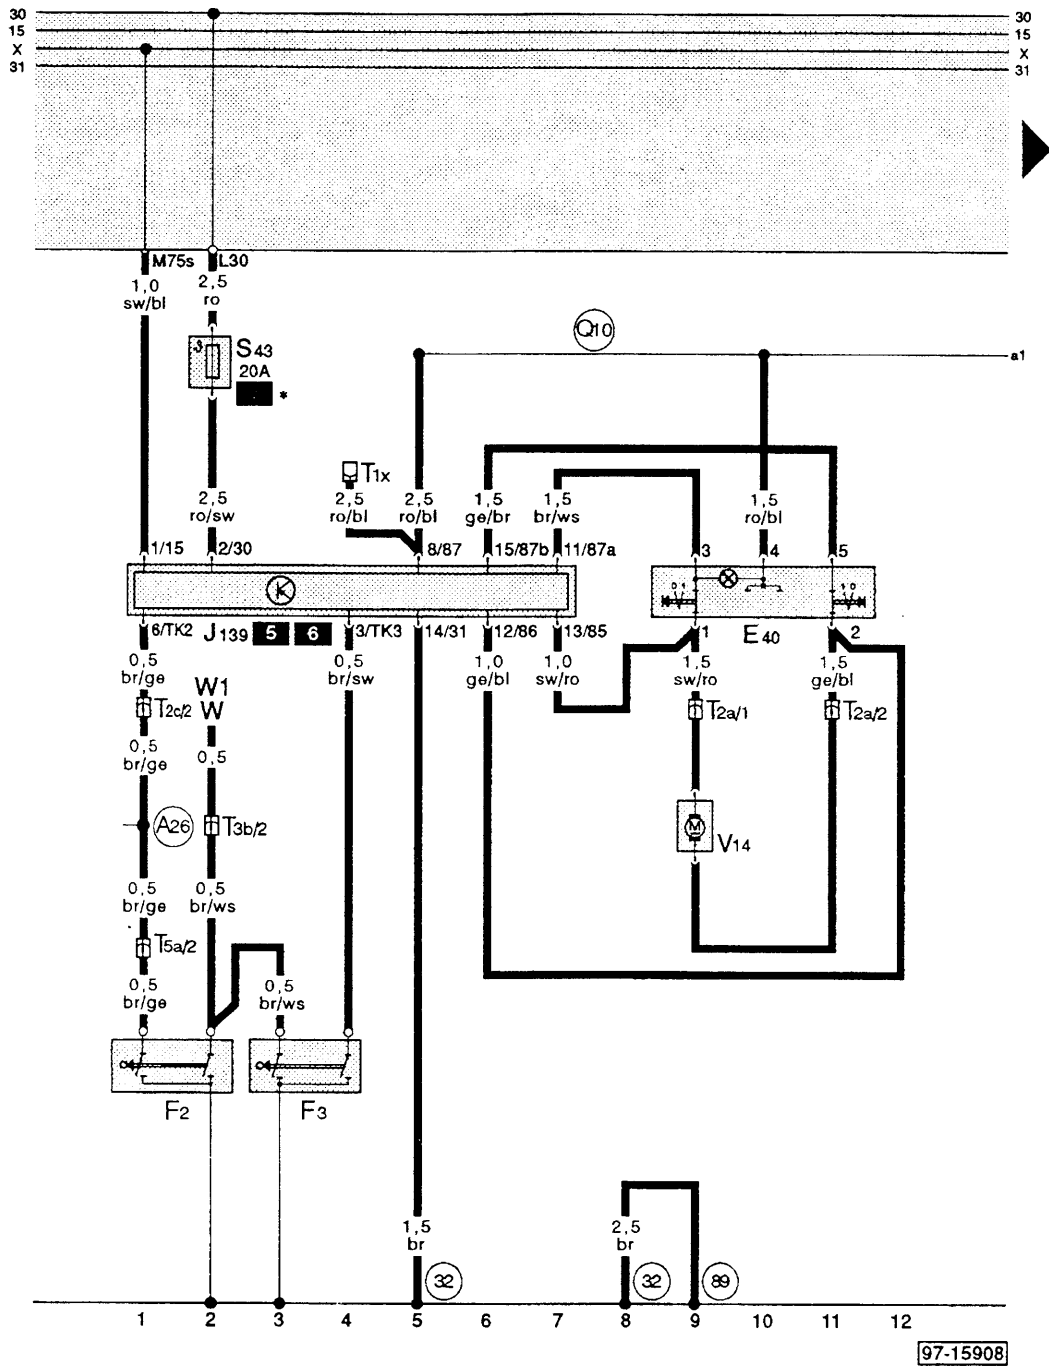 30 30
15 15
X X
31 31
M75s L30
1,0 2,5
sw/bl ro
Q10
3 S43
20A
*
a1
T1x
2,5 2,5 2,5 1,5 1,5 1,5
ro/sw ro/bl ro/bl ge/br br/ws ro/bl
1/15 2/30 8/87 15/87b 11/87a 3 4 5
0 1 1 0
6/TK2 J139 5 6 3/TK3 14/31 12/86 13/85 1 E40 2
0,5 0,5 1,0 1,0 1,5 1,5
br/ge br/sw ge/bl sw/ro sw/ro ge/bl
W1
W
T2c/2 T2a/1 T2a/2
0,5 0,5
br/ge
A26 T3b/2
M V14
0,5 0,5
br/ge br/ws
T5a/2
0,5 0,5
br/ge br/ws
F2 F3
1,5 2,5
br br
32 32 89
1 2 3 4 5 6 7 8 9 10 11 12
97-15908